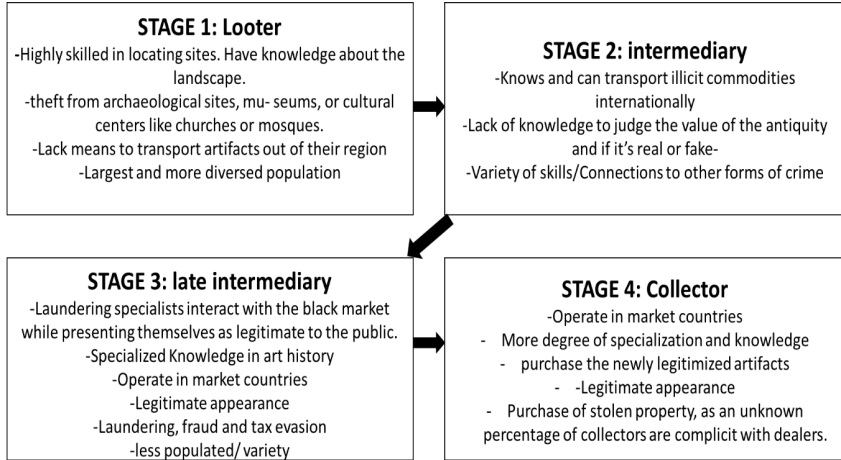 STAGE 1: Looter
-Highly skilled in locating sites. Have knowledge about the
landscape.
-theft from archaeological sites, mu- seums, or cultural
centers like churches or mosques.
-Lack means to transport artifacts out of their region
-Largest and more diversed population
STAGE 2: intermediary
-Knows and can transport illicit commodities
internationally
-Lack of knowledge to judge the value of the antiquity
and if it’s real or fake-
-Variety of skills/Connections to other forms of crime
STAGE 3: late intermediary
-Laundering specialists interact with the black market
while presenting themselves as legitimate to the public.
-Specialized Knowledge in art history
-Operate in market countries
-Legitimate appearance
-Laundering, fraud and tax evasion
-less populated/ variety
STAGE 4: Collector
-Operate in market countries
- More degree of specialization and knowledge
- purchase the newly legitimized artifacts
- -Legitimate appearance
- Purchase of stolen property, as an unknown
percentage of collectors are complicit with dealers.